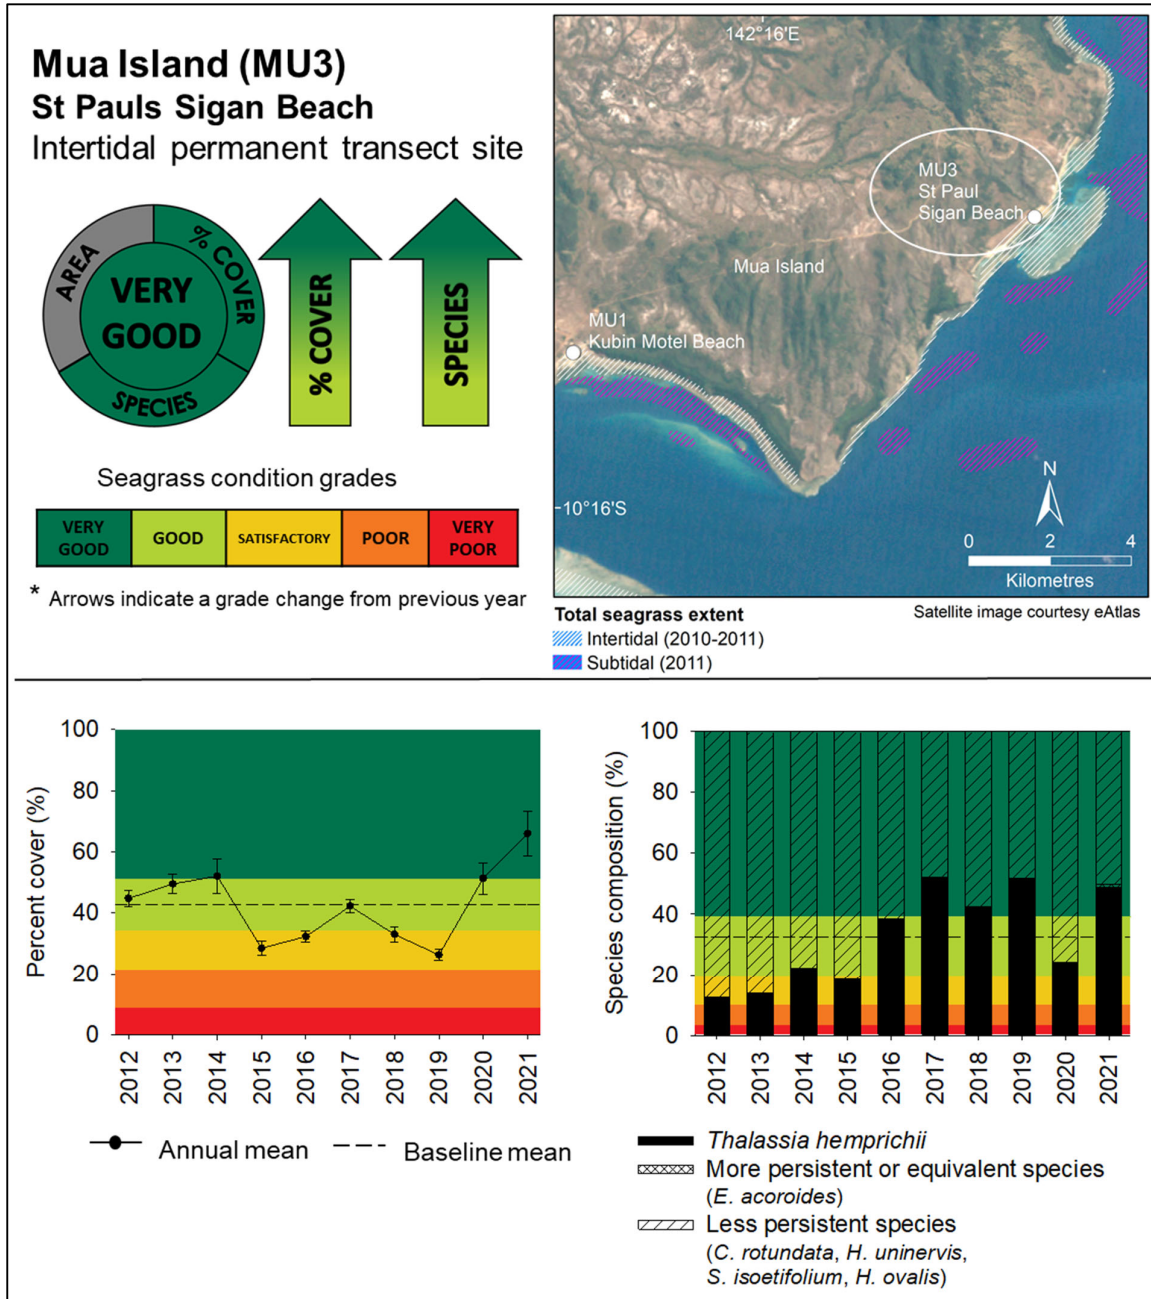 Mua Island (MU3)
St Pauls Sigan Beach
Intertidal permanent transect site
AREA
% COVER
SPECIES
VERY
GOOD
% COVER
SPECIES
Seagrass condition grades
VERY
GOOD
GOOD
SATISFACTORY
POOR
VERY
POOR
* Arrows indicate a grade change from previous year
142°16'E
MU3
St Paul
Sigan Beach
Mua Island
MU1
Kubin Motel Beach
10°16'S
N
0 2 4
Kilometres
Total seagrass extent
Satellite image courtesy eAtlas
Intertidal (2010-2011)
Subtidal (2011)
Percent cover (%)
100
80
60
40
20
0
2012 2013 2014 2015 2016 2017 2018 2019 2020 2021
Annual mean
Baseline mean
Species composition (%)
100
80
60
40
20
0
2012 2013 2014 2015 2016 2017 2018 2019 2020 2021
Thalassia hemprichii
More persistent or equivalent species
(E. acoroides)
Less persistent species
(C. rotundata, H. uninervis,
S. isoetifolium, H. ovalis)